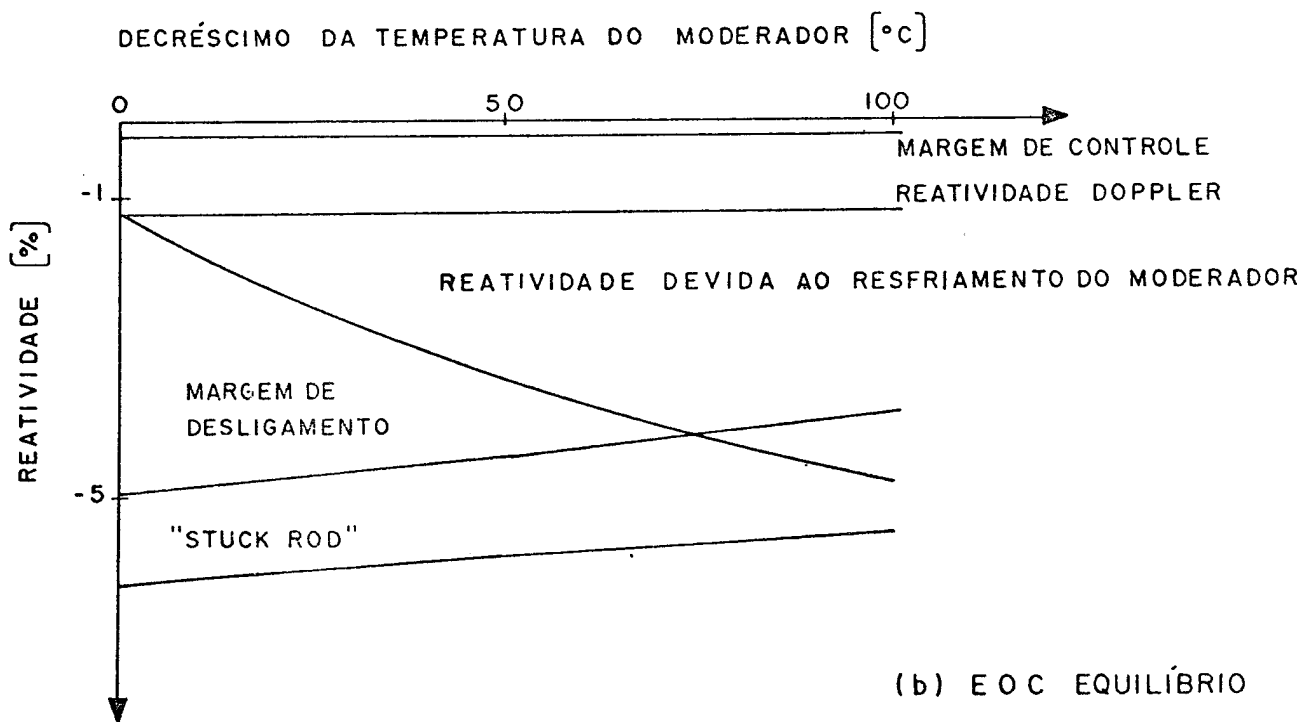 DECRÉSCIMO DA TEMPERATURA DO MODERADOR [°C]
0 50 100
MARGEM DE CONTROLE
-1
REATIVIDADE DOPPLER
REATIVIDADE [%]
REATIVIDADE DEVIDA AO RESFRIAMENTO DO MODERADOR
MARGEM DE
DESLIGAMENTO
-5
"STUCK ROD"
(b) EOC EQUILÍBRIO